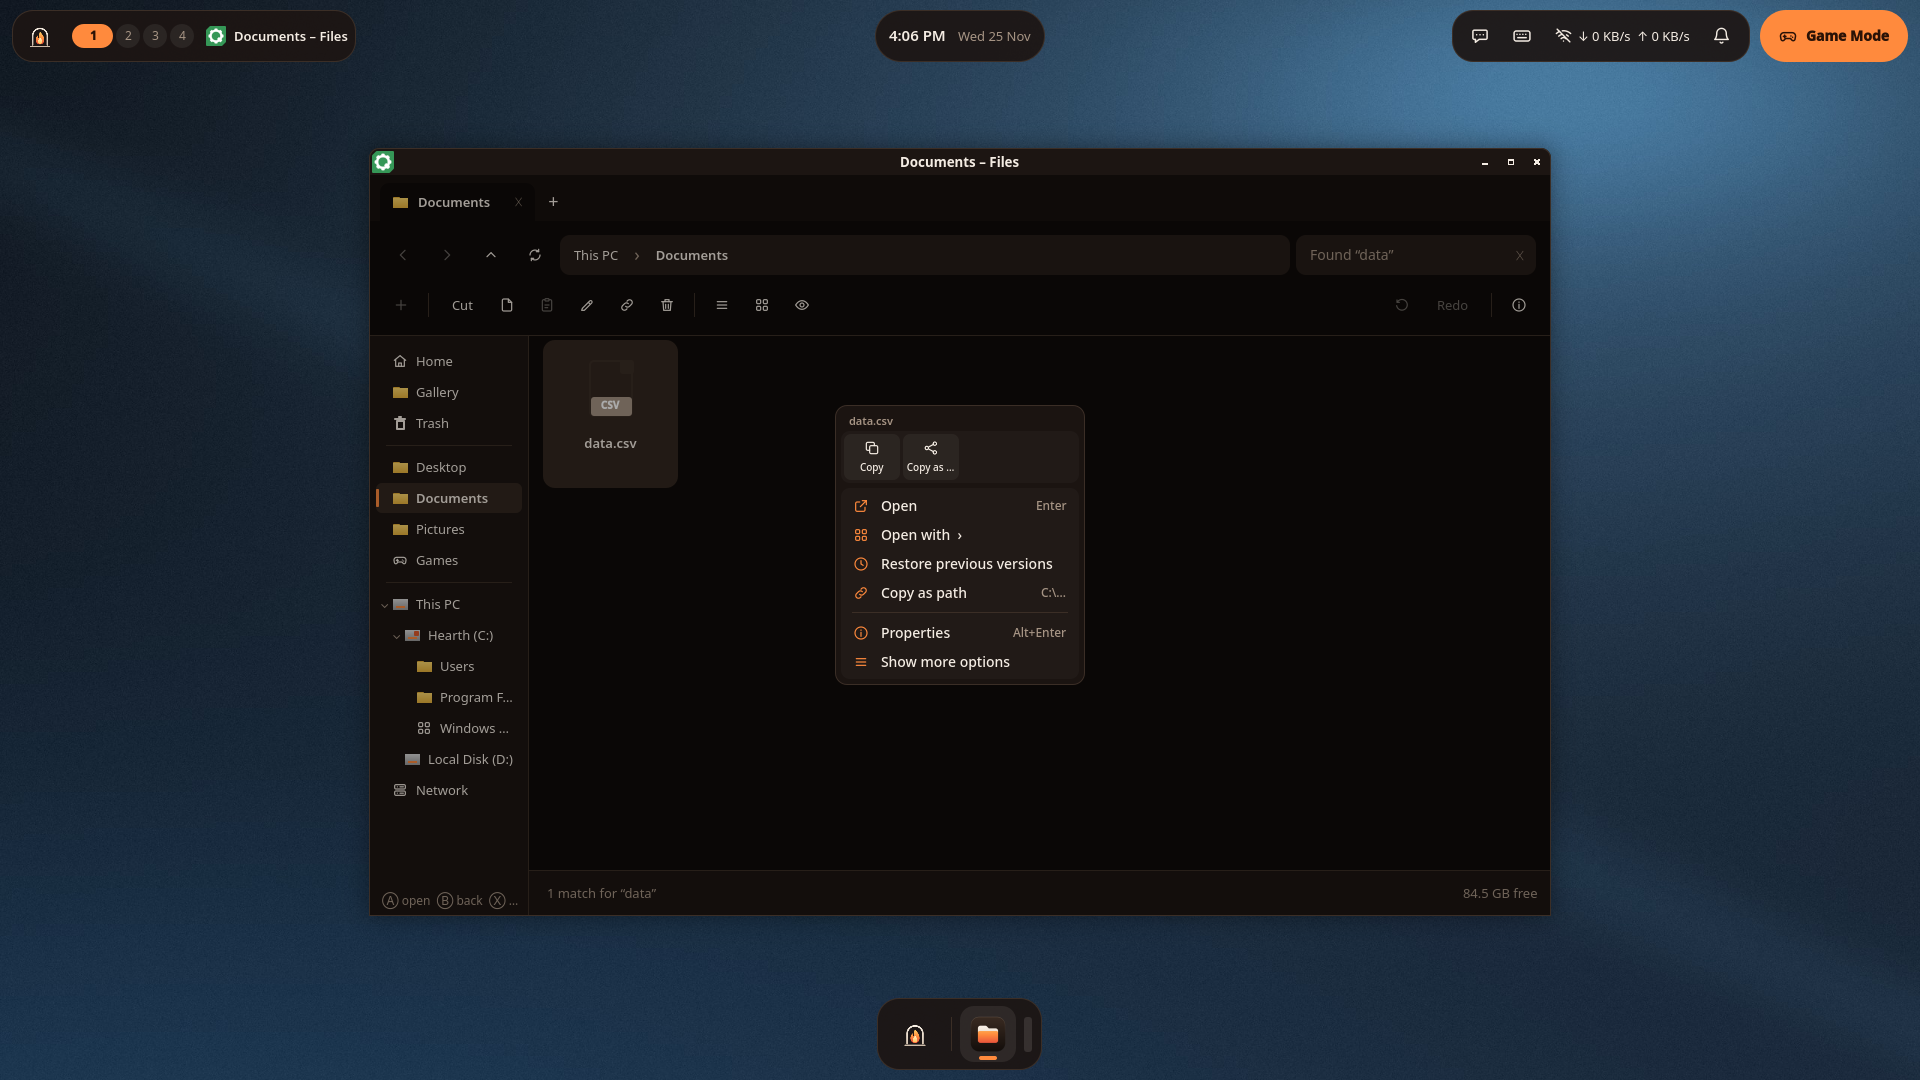 1 2 3 4 Documents – Files
4:06 PM Wed 25 Nov
↓ 0 KB/s ↑ 0 KB/s
Game Mode
Documents – Files
Documents X +
This PC › Documents
Found “data” X
Cut
Redo
Home
Gallery
Trash
Desktop
Documents
Pictures
Games
This PC
Hearth (C:)
Users
Program F...
Windows ...
Local Disk (D:)
Network
A open B back X ...
CSV
data.csv
data.csv
Copy Copy as ...
Open Enter
Open with ›
Restore previous versions
Copy as path C:\...
Properties Alt+Enter
Show more options
1 match for “data”
84.5 GB free